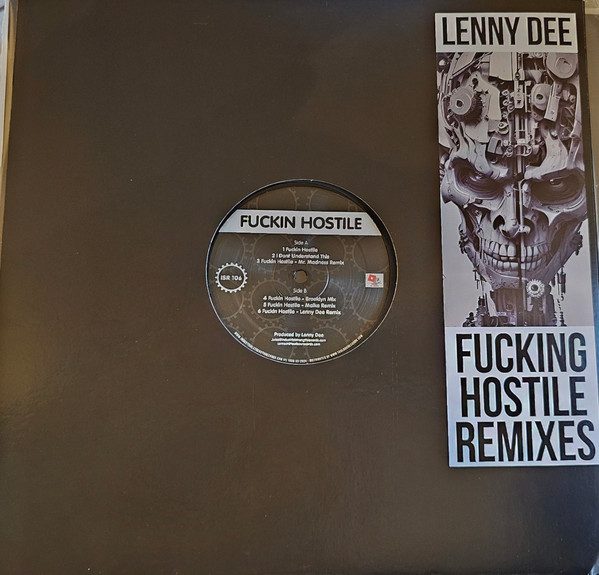 LENNY DEE
FUCKIN HOSTILE
Side A
1 Fuckin Hostile
2 I Dont Understand This
3 Fuckin Hostile - Mr. Madness Remix
ISR 106
Side B
4 Fuckin Hostile - Brooklyn Mix
5 Fuckin Hostile - Malke Remix
6 Fuckin Hostile - Lenny Dee Remix
Produced by Lenny Dee
FUCKING
HOSTILE
REMIXES